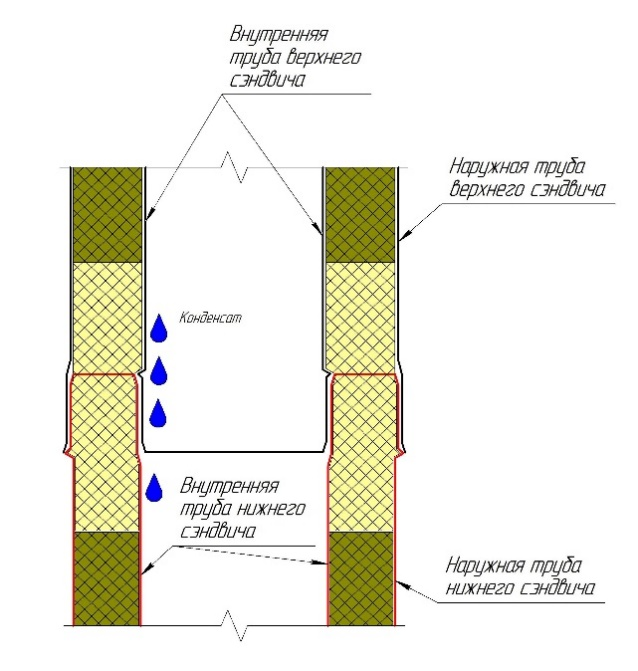 Внутренняя
труба верхнего
сэндвича
Наружная труба
верхнего сэндвича
Конденсат
Внутренняя
труба нижнего
сэндвича
Наружная труба
нижнего сэндвича